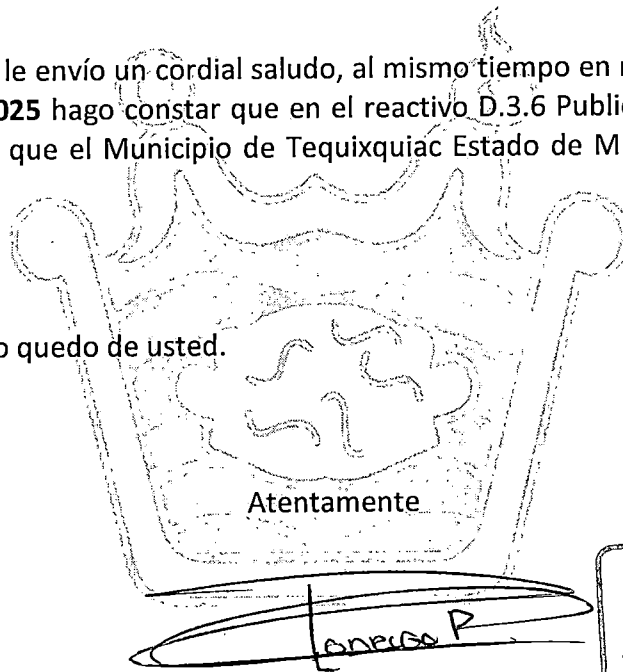 le envío un cordial saludo, al mismo tiempo en
025 hago constar que en el reactivo D.3.6
que el Municipio de Tequixquiac Estado de M
o quedo de usted.
Atentamente